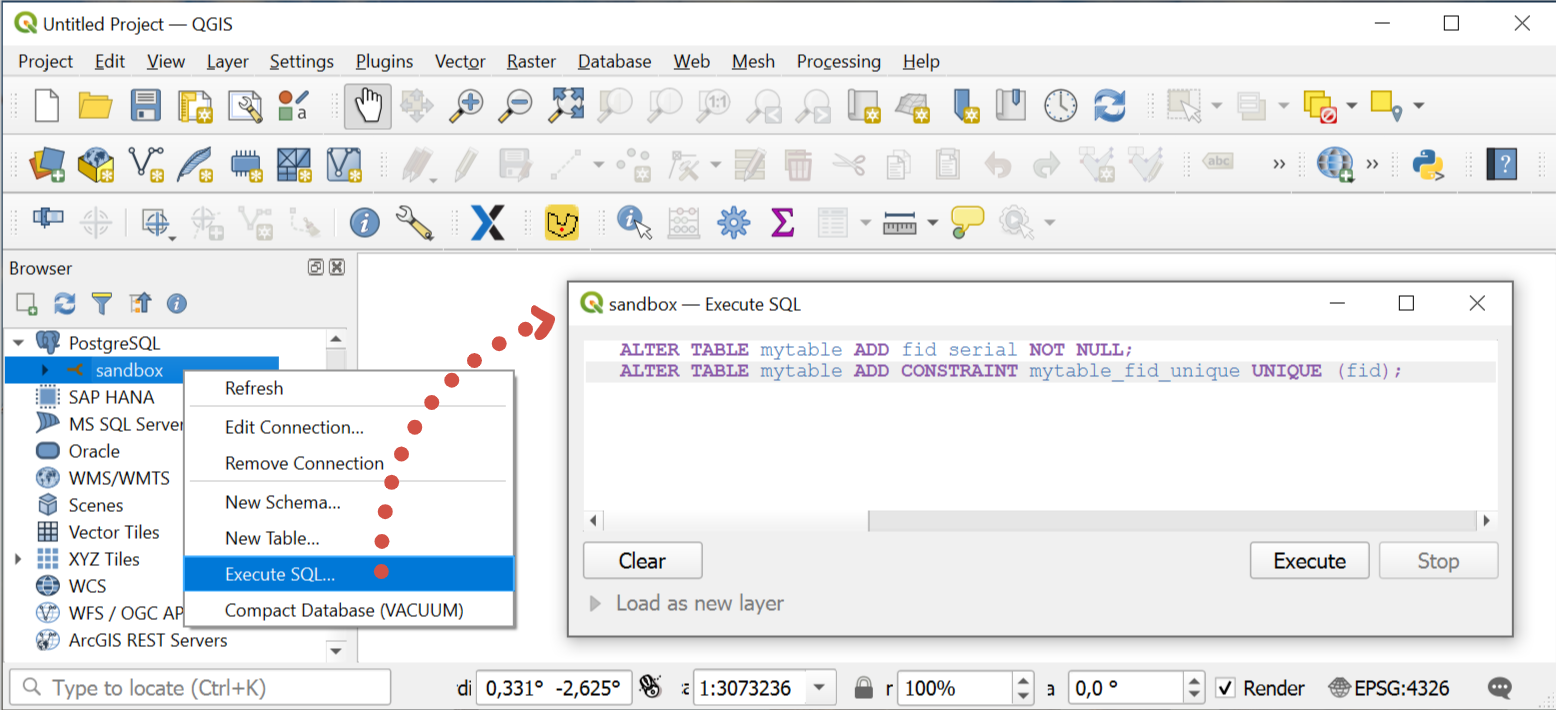 Untitled Project — QGIS
Project Edit View Layer Settings Plugins Vector Raster Database Web Mesh Processing Help
a
1:1
abc
»
»
?
Browser
PostgreSQL
sandbox
SAP HANA
MS SQL Server
Oracle
WMS/WMTS
Scenes
Vector Tiles
XYZ Tiles
WCS
WFS / OGC AP
ArcGIS REST Servers
Refresh
Edit Connection...
Remove Connection
New Schema...
New Table...
Execute SQL...
Compact Database (VACUUM)
sandbox — Execute SQL
ALTER TABLE mytable ADD fid serial NOT NULL;
ALTER TABLE mytable ADD CONSTRAINT mytable_fid_unique UNIQUE (fid);
Clear Execute Stop
Load as new layer
Type to locate (Ctrl+K) di 0,331° -2,625° 1:3073236 r 100% a 0,0 ° Render EPSG:4326